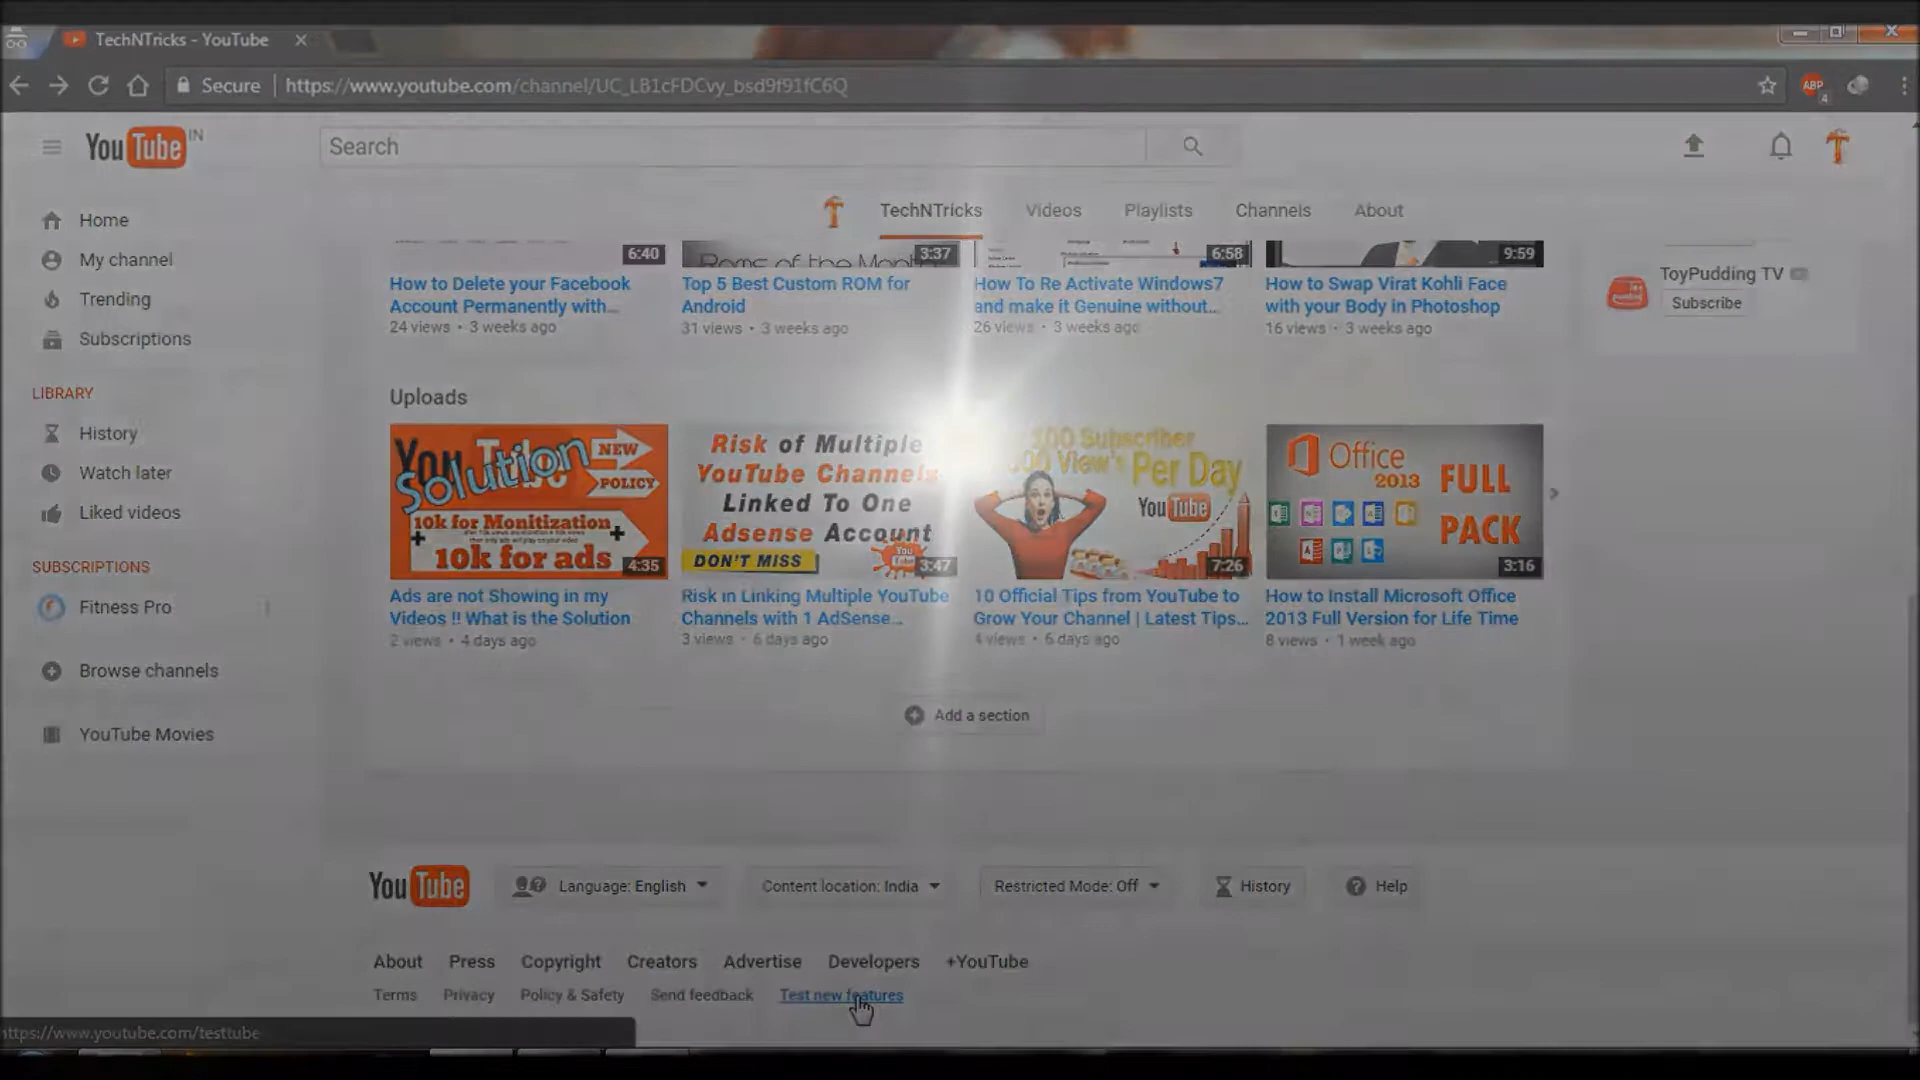 TechNTricks - YouTube
Secure
https://www.youtube.com/channel/UC_LB1cFDCvy_bsd9f91fC6Q
ABP
4
YouTube IN
Search
Home
My channel
Trending
Subscriptions
LIBRARY
History
Watch later
Liked videos
SUBSCRIPTIONS
Fitness Pro
Browse channels
YouTube Movies
TechNTricks
Videos
Playlists
Channels
About
6:40
Roms of the Month
3:37
6:58
9:59
How to Delete your Facebook
Account Permanently with...
24 views • 3 weeks ago
Top 5 Best Custom ROM for
Android
31 views • 3 weeks ago
How To Re Activate Windows7
and make it Genuine without...
26 views • 3 weeks ago
How to Swap Virat Kohli Face
with your Body in Photoshop
16 views • 3 weeks ago
ToyPudding TV
Subscribe
Uploads
YouTube
Solution
NEW
POLICY
10k for Monitization
10k for ads
4:35
Risk of Multiple
YouTube Channels
Linked To One
Adsense Account
DON'T MISS
You
3:47
100 Subscriber
View's Per Day
YouTube
7:26
Office
2013
FULL
PACK
3:16
Ads are not Showing in my
Videos !! What is the Solution
2 views • 4 days ago
Risk in Linking Multiple YouTube
Channels with 1 AdSense...
3 views • 6 days ago
10 Official Tips from YouTube to
Grow Your Channel | Latest Tips...
4 views • 6 days ago
How to Install Microsoft Office
2013 Full Version for Life Time
8 views • 1 week ago
Add a section
YouTube
Language: English
Content location: India
Restricted Mode: Off
History
Help
About
Press
Copyright
Creators
Advertise
Developers
+YouTube
Terms
Privacy
Policy & Safety
Send feedback
Test new features
https://www.youtube.com/testtube